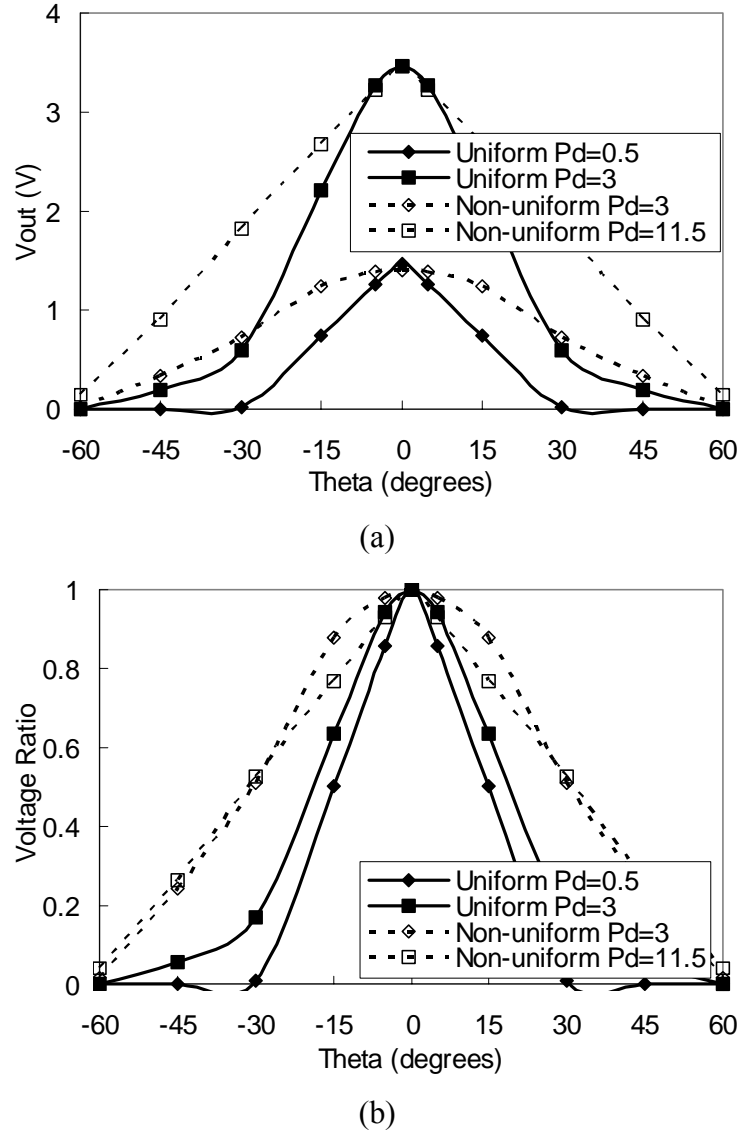 4
3
2
1
0
Vout (V)
Uniform Pd=0.5
Uniform Pd=3
Non-uniform Pd=3
Non-uniform Pd=11.5
-60 -45 -30 -15 0 15 30 45 60
Theta (degrees)
(a)
1
0.8
0.6
0.4
0.2
0
Voltage Ratio
Uniform Pd=0.5
Uniform Pd=3
Non-uniform Pd=3
Non-uniform Pd=11.5
-60 -45 -30 -15 0 15 30 45 60
Theta (degrees)
(b)